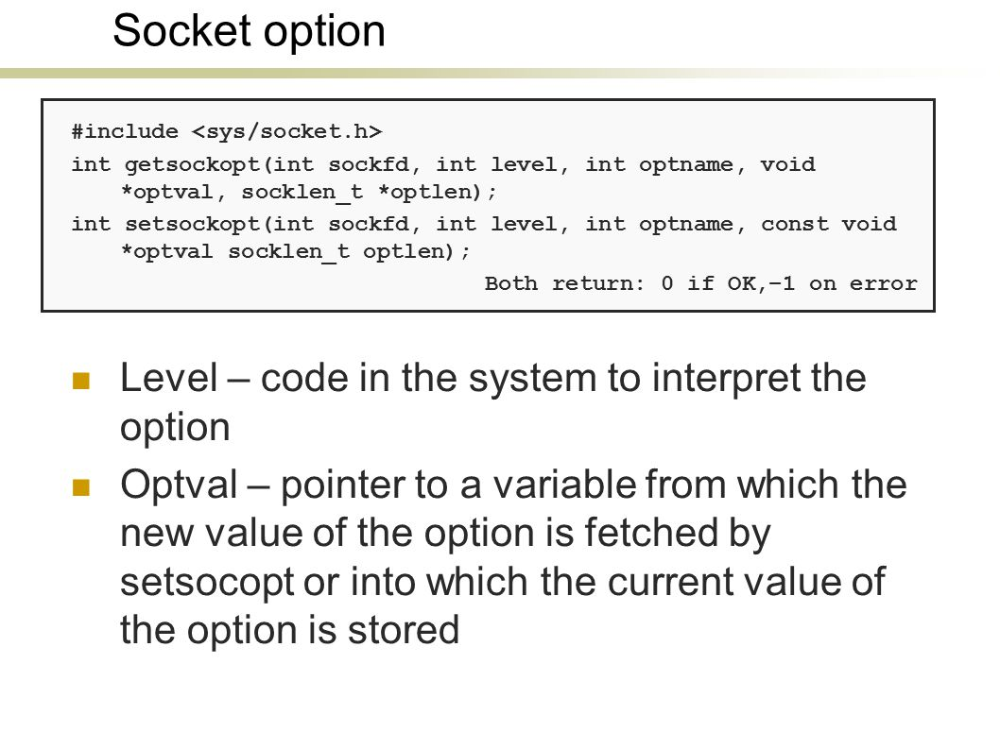 Socket option
#include <sys/socket.h>
int getsockopt(int sockfd, int level, int optname, void
*optval, socklen_t *optlen);
int setsockopt(int sockfd, int level, int optname, const void
*optval socklen_t optlen);
Both return: 0 if OK,–1 on error
Level – code in the system to interpret the
option
Optval – pointer to a variable from which the
new value of the option is fetched by
setsocopt or into which the current value of
the option is stored